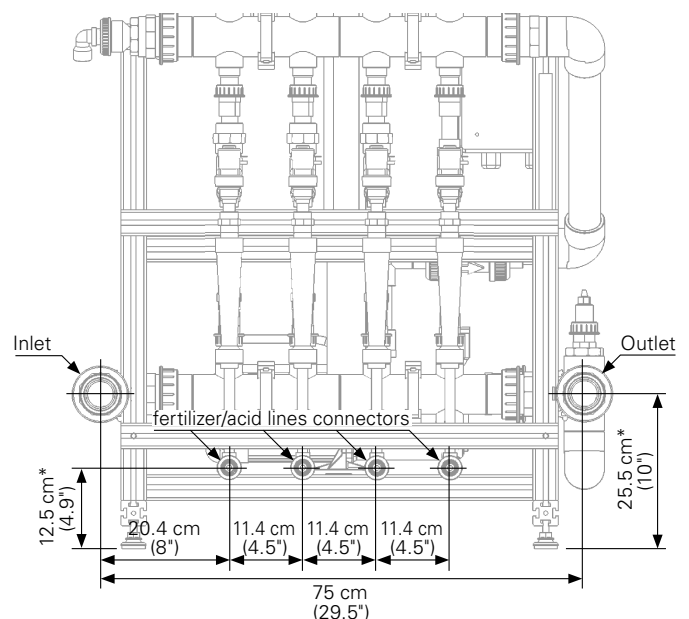 Inlet
Outlet
fertilizer/acid lines connectors
12.5 cm*
(4.9")
25.5 cm*
(10")
20.4 cm
(8")
11.4 cm
(4.5")
11.4 cm
(4.5")
11.4 cm
(4.5")
75 cm
(29.5")